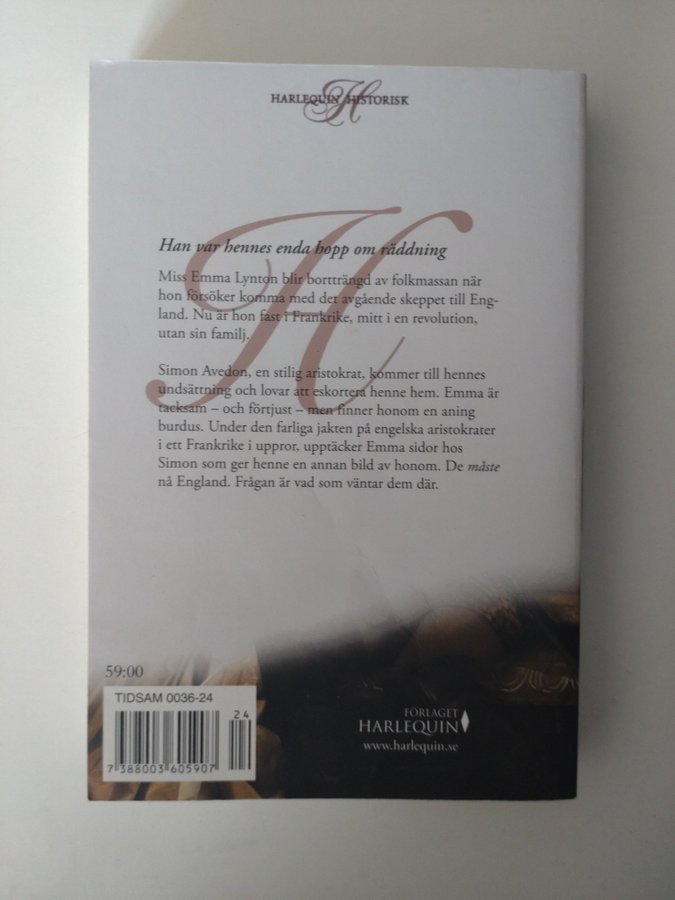 HARLEQUIN HISTORISK
H
H
Han var hennes enda hopp om räddning
Miss Emma Lynton blir bortträngd av folkmassan när
hon försöker komma med det avgående skeppet till Eng-
land. Nu är hon fast i Frankrike, mitt i en revolution,
utan sin familj.
Simon Avedon, en stilig aristokrat, kommer till hennes
undsättning och lovar att eskortera henne hem. Emma är
tacksam – och förtjust – men finner honom en aning
burdus. Under den farliga jakten på engelska aristokrater
i ett Frankrike i uppror, upptäcker Emma sidor hos
Simon som ger henne en annan bild av honom. De måste
nå England. Frågan är vad som väntar dem där.
59:00
TIDSAM 0036-24
24
7 388003 605907
FÖRLAGET
HARLEQUIN
www.harlequin.se